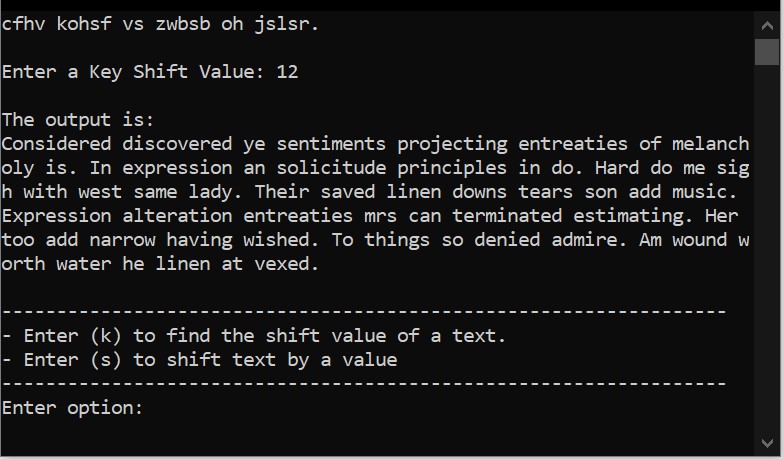 cfhv kohsf vs zwbsb oh jslsr.
Enter a Key Shift Value: 12
The output is:
Considered discovered ye sentiments projecting entreaties of melanch
oly is. In expression an solicitude principles in do. Hard do me sig
h with west same lady. Their saved linen downs tears son add music.
Expression alteration entreaties mrs can terminated estimating. Her
too add narrow having wished. To things so denied admire. Am wound w
orth water he linen at vexed.
------------------------------------------------------------------
- Enter (k) to find the shift value of a text.
- Enter (s) to shift text by a value
------------------------------------------------------------------
Enter option: